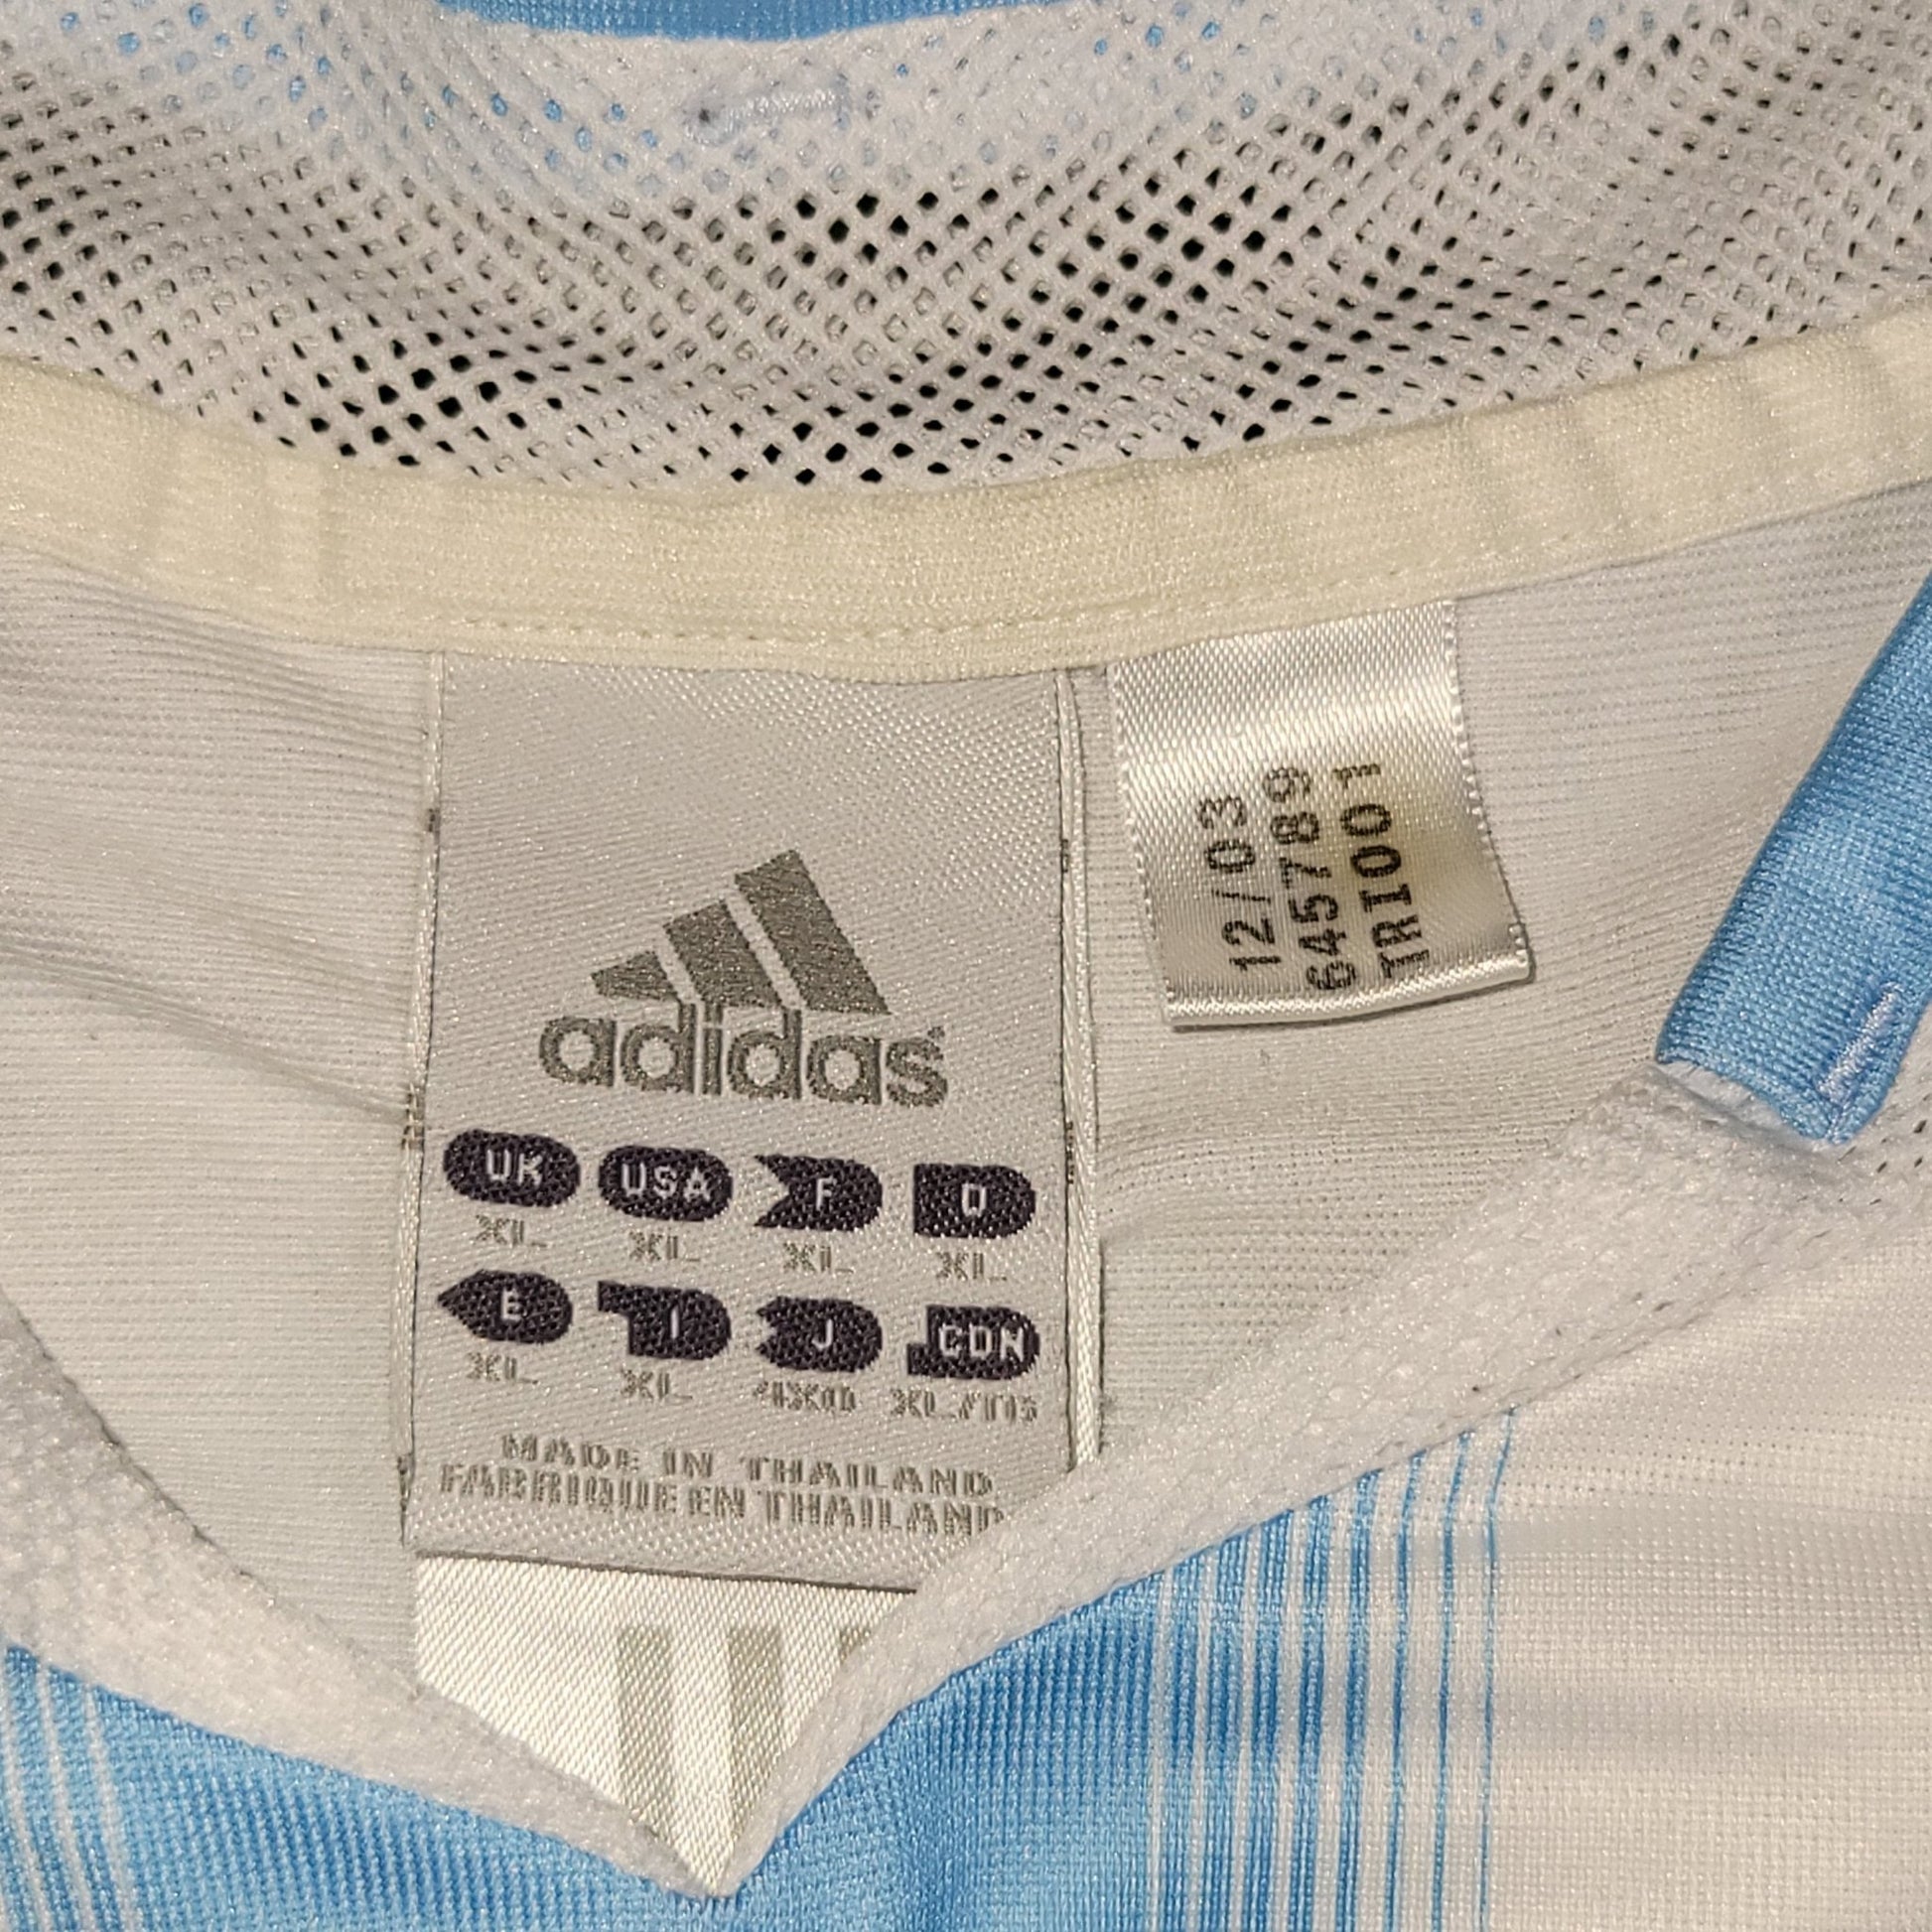 adidas
UK USA F D
XL XL XL XL
E I J CDN
XL XL 4XO XL/TG
MADE IN THAILAND
FABRIQUE EN THAILAND
12/03
645789
TRI001